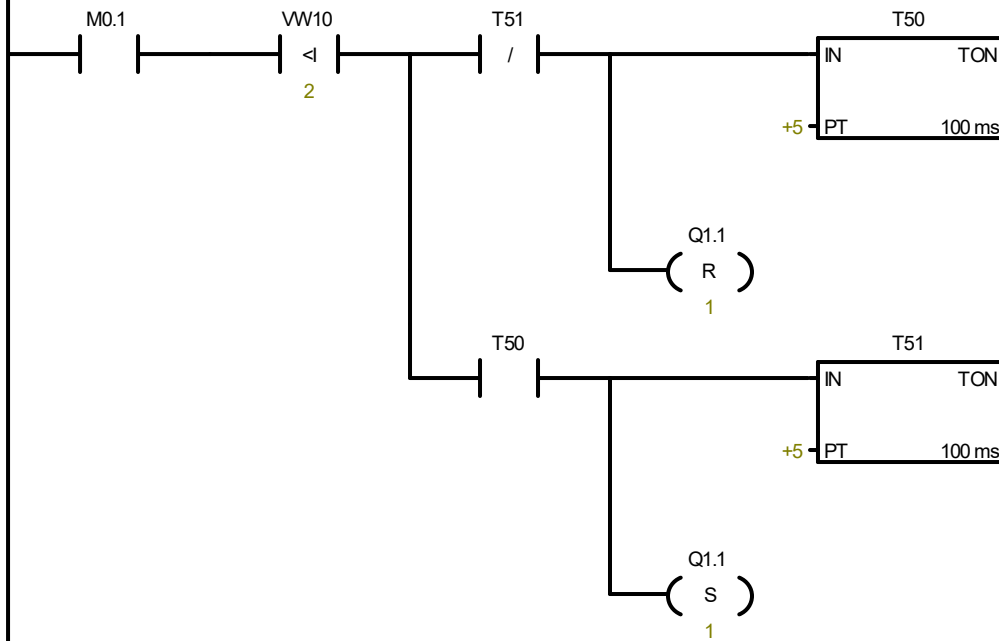 M0.1 VW10 T51 T50
<I / IN TON
2
+5 PT 100 ms
Q1.1
R
1
T50 T51
IN TON
+5 PT 100 ms
Q1.1
S
1